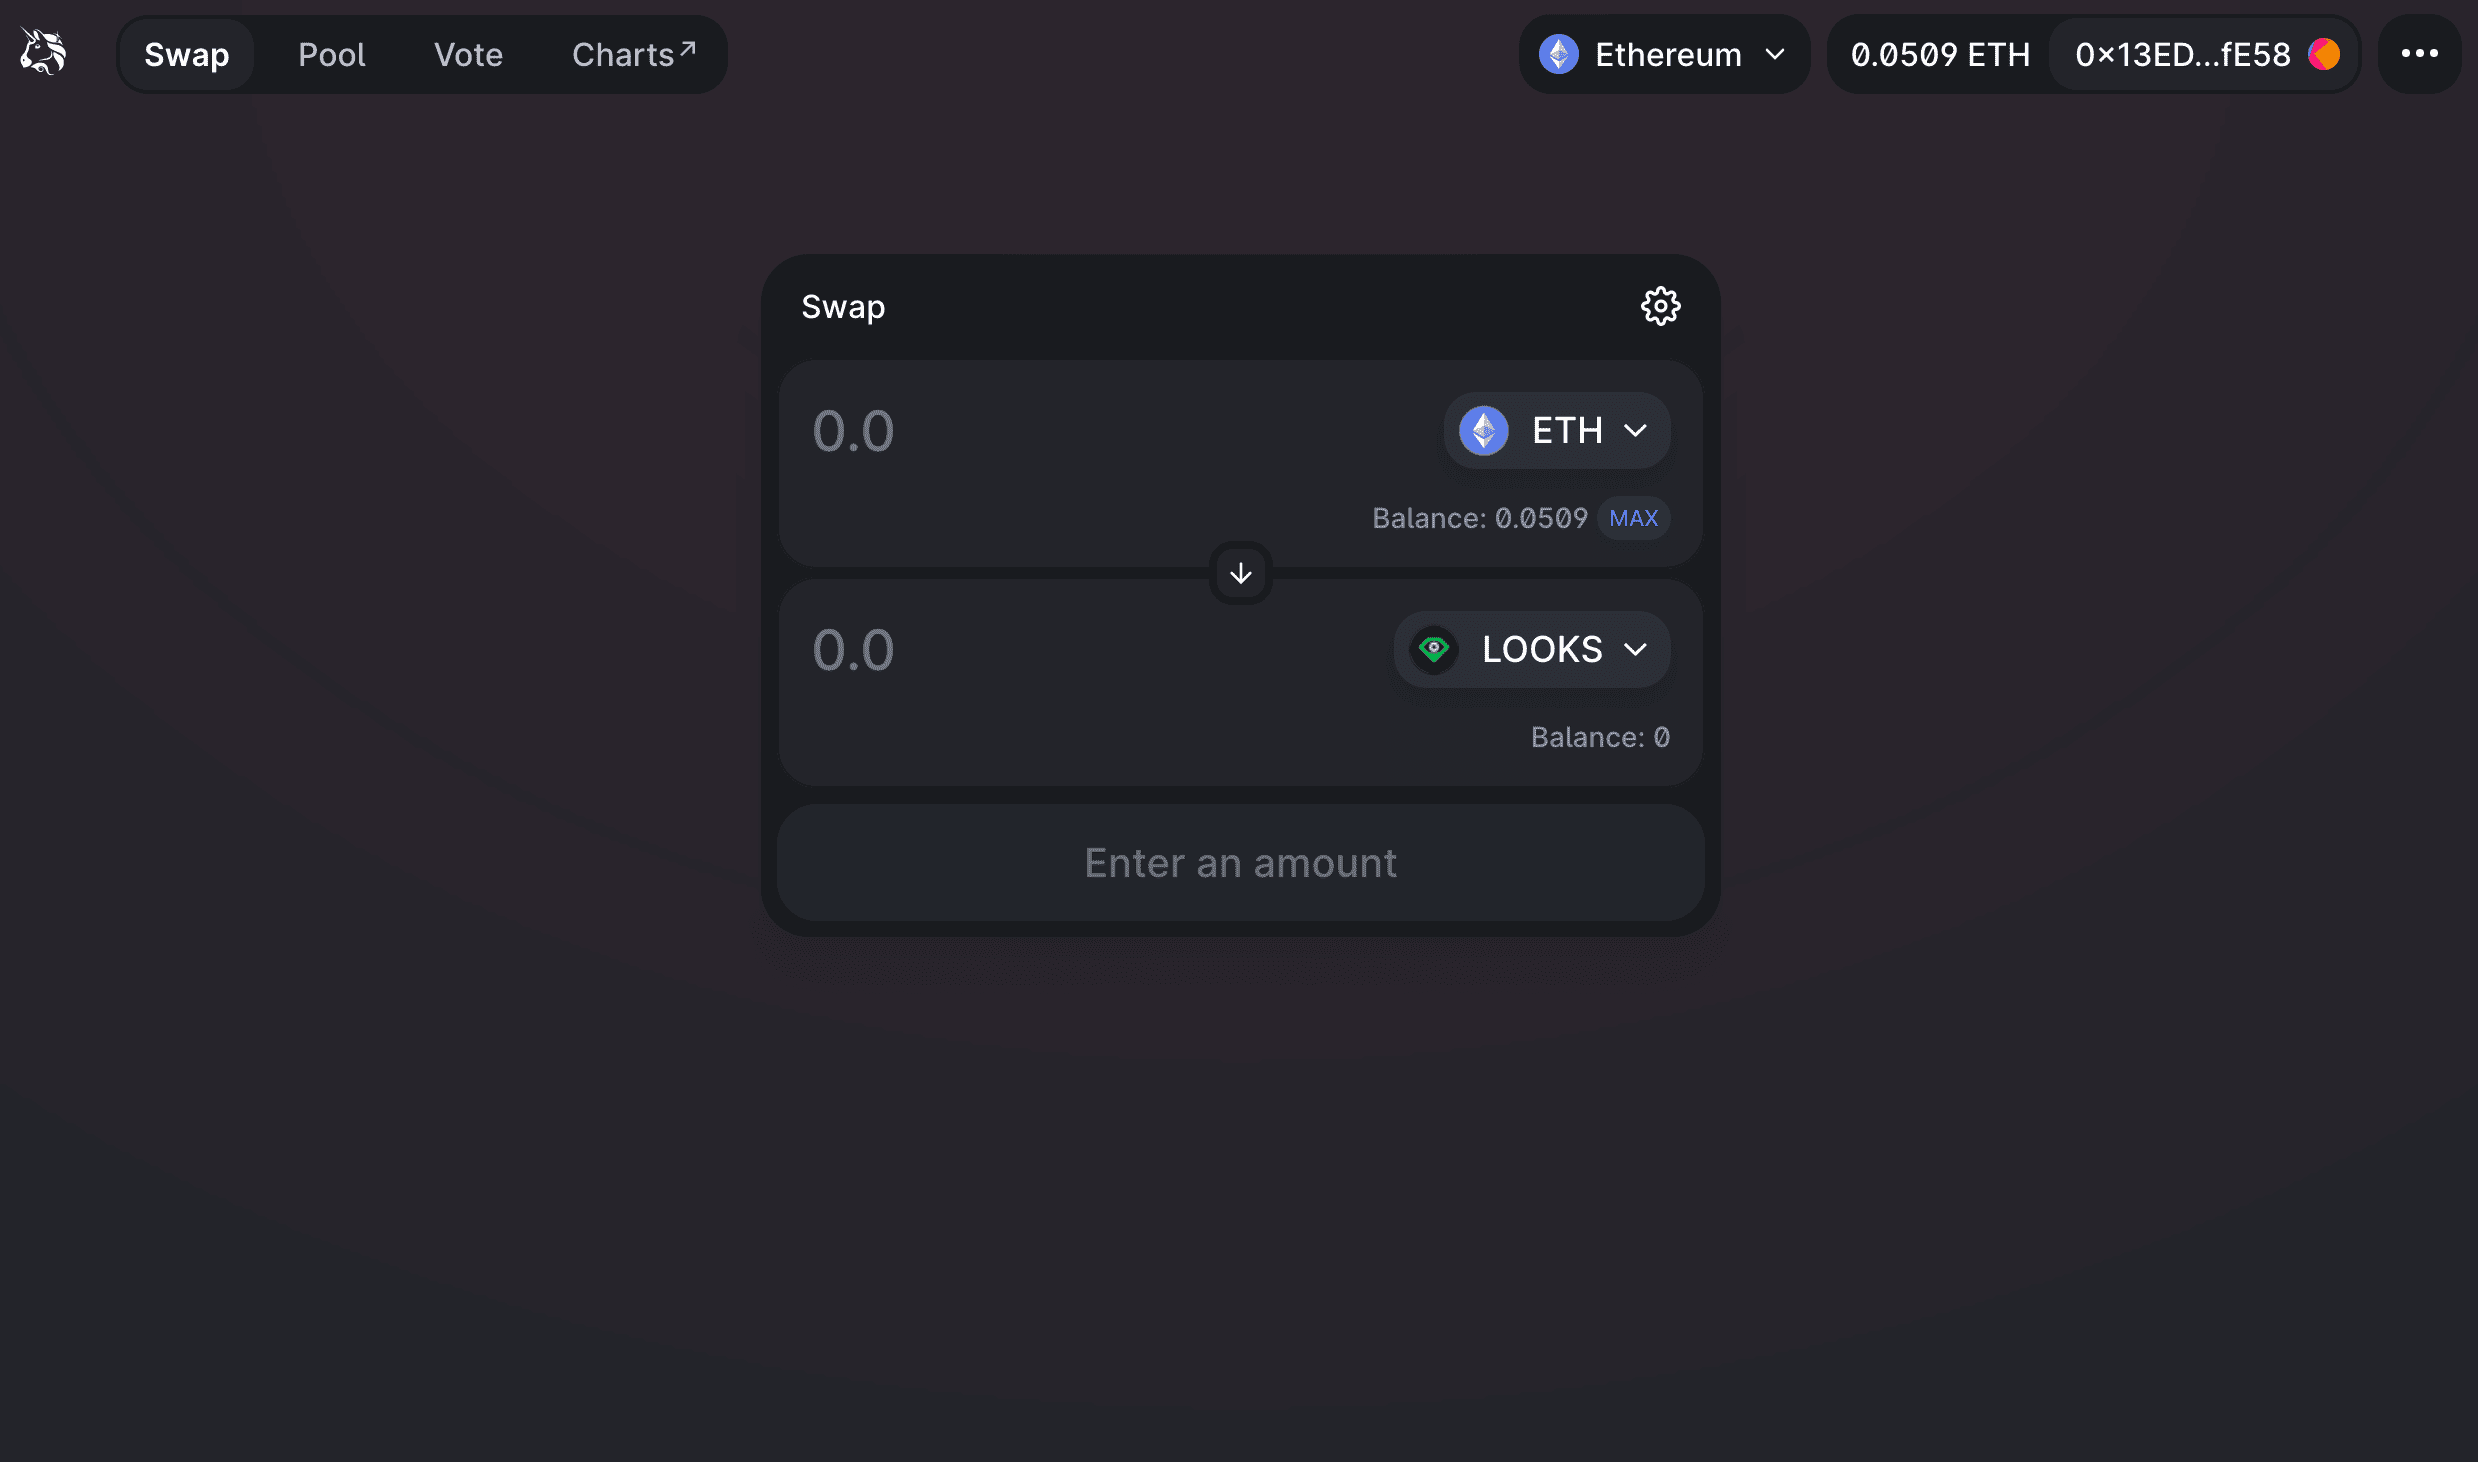 Swap Pool Vote Charts↗ Ethereum 0.0509 ETH 0x13ED...fE58
Swap
0.0 ETH
Balance: 0.0509 MAX
0.0 LOOKS
Balance: 0
Enter an amount